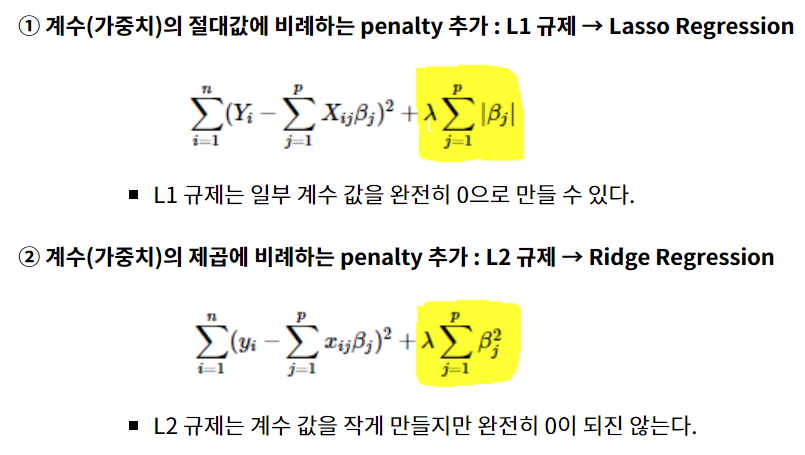 ① 계수(가중치)의 절대값에 비례하는 penalty 추가 : L1 규제 → Lasso Regression
$\sum_{i=1}^{n}(Y_i - \sum_{j=1}^{p} X_{ij}\beta_j)^2 + \lambda \sum_{j=1}^{p} |\beta_j|$
▪ L1 규제는 일부 계수 값을 완전히 0으로 만들 수 있다.
② 계수(가중치)의 제곱에 비례하는 penalty 추가 : L2 규제 → Ridge Regression
$\sum_{i=1}^{n}(y_i - \sum_{j=1}^{p} x_{ij}\beta_j)^2 + \lambda \sum_{j=1}^{p} \beta_j^2$
▪ L2 규제는 계수 값을 작게 만들지만 완전히 0이 되진 않는다.